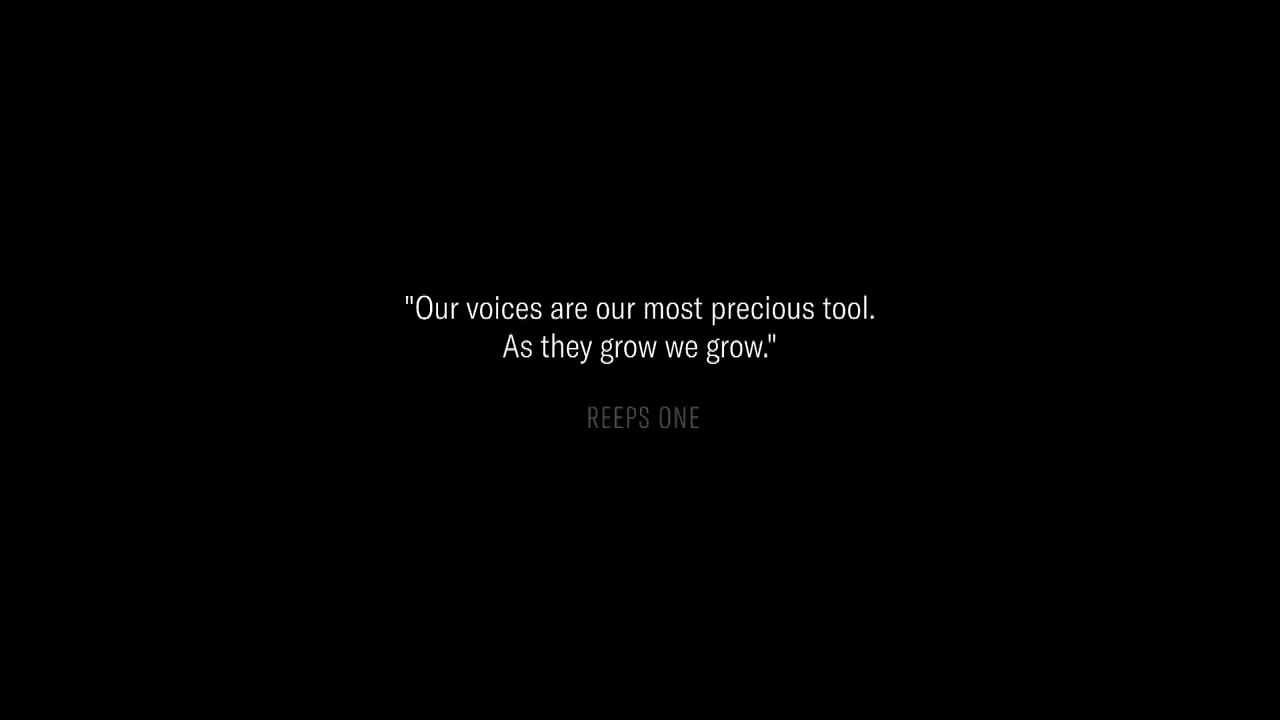 "Our voices are our most precious tool.
As they grow we grow."
REEPS ONE